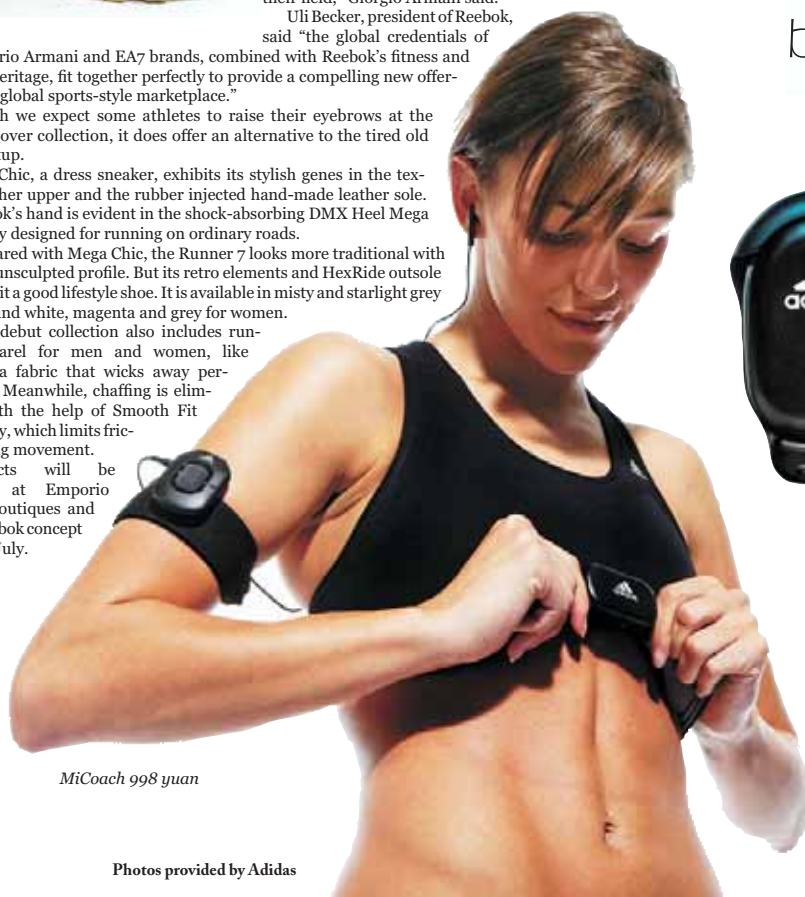 their field," Giorgio Armani said.
Uli Becker, president of Reebok,
said "the global credentials of
rio Armani and EA7 brands, combined with Reebok's fitness and
eritage, fit together perfectly to provide a compelling new offer-
global sports-style marketplace."
h we expect some athletes to raise their eyebrows at the
over collection, it does offer an alternative to the tired old
up.
Chic, a dress sneaker, exhibits its stylish genes in the tex-
her upper and the rubber injected hand-made leather sole.
ok's hand is evident in the shock-absorbing DMX Heel Mega
y designed for running on ordinary roads.
ared with Mega Chic, the Runner 7 looks more traditional with
unsculpted profile. But its retro elements and HexRide outsole
it a good lifestyle shoe. It is available in misty and starlight grey
and white, magenta and grey for women.
debut collection also includes run-
arel for men and women, like
a fabric that wicks away per-
Meanwhile, chaffing is elim-
th the help of Smooth Fit
y, which limits fric-
g movement.
cts will be
at Emporio
outiques and
bok concept
July.
MiCoach 998 yuan
Photos provided by Adidas